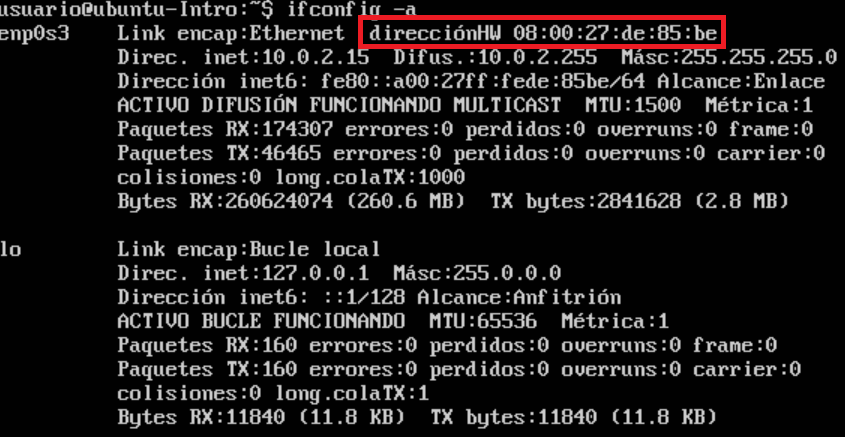 usuario@ubuntu-Intro:~$ ifconfig -a
enp0s3 Link encap:Ethernet direcciónHW 08:00:27:de:85:be
Direc. inet:10.0.2.15 Difus.:10.0.2.255 Másc:255.255.255.0
Dirección inet6: fe80::a00:27ff:fede:85be/64 Alcance:Enlace
ACTIVO DIFUSIÓN FUNCIONANDO MULTICAST MTU:1500 Métrica:1
Paquetes RX:174307 errores:0 perdidos:0 overruns:0 frame:0
Paquetes TX:46465 errores:0 perdidos:0 overruns:0 carrier:0
colisiones:0 long.colaTX:1000
Bytes RX:260624074 (260.6 MB) TX bytes:2841628 (2.8 MB)
lo Link encap:Bucle local
Direc. inet:127.0.0.1 Másc:255.0.0.0
Dirección inet6: ::1/128 Alcance:Anfitrión
ACTIVO BUCLE FUNCIONANDO MTU:65536 Métrica:1
Paquetes RX:160 errores:0 perdidos:0 overruns:0 frame:0
Paquetes TX:160 errores:0 perdidos:0 overruns:0 carrier:0
colisiones:0 long.colaTX:1
Bytes RX:11840 (11.8 KB) TX bytes:11840 (11.8 KB)